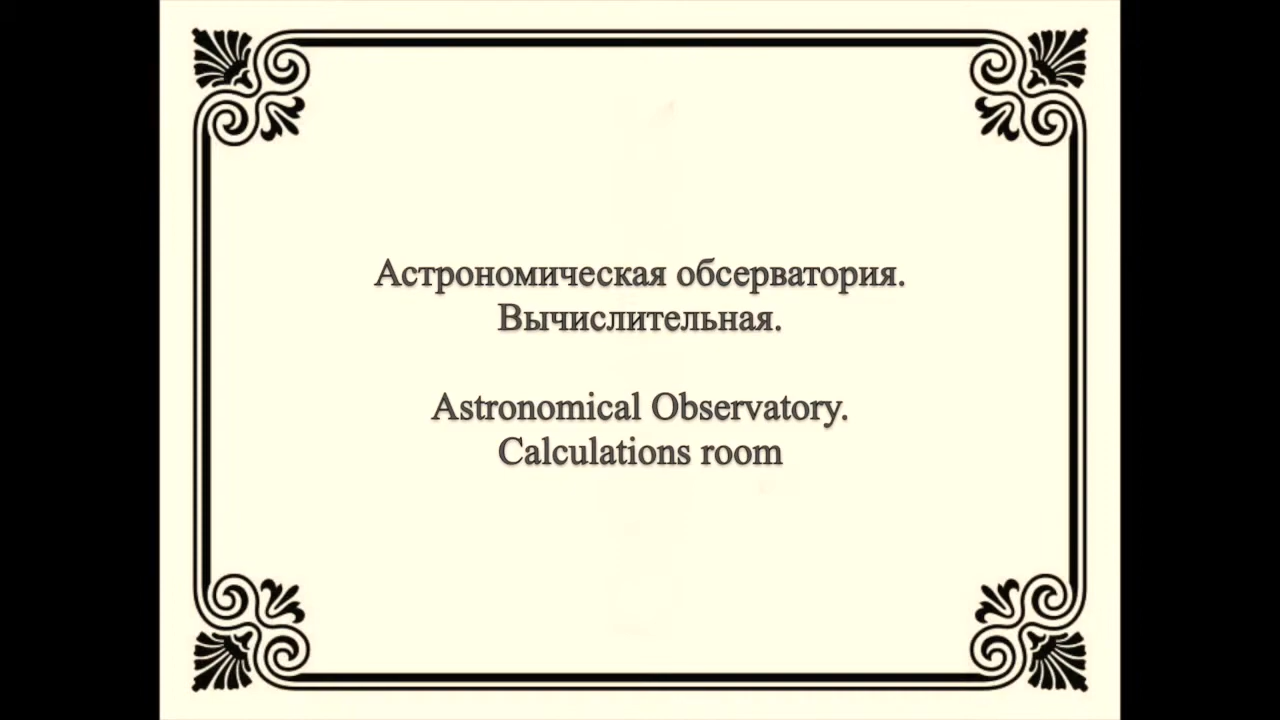 Астрономическая обсерватория.
Вычислительная.
Astronomical Observatory.
Calculations room